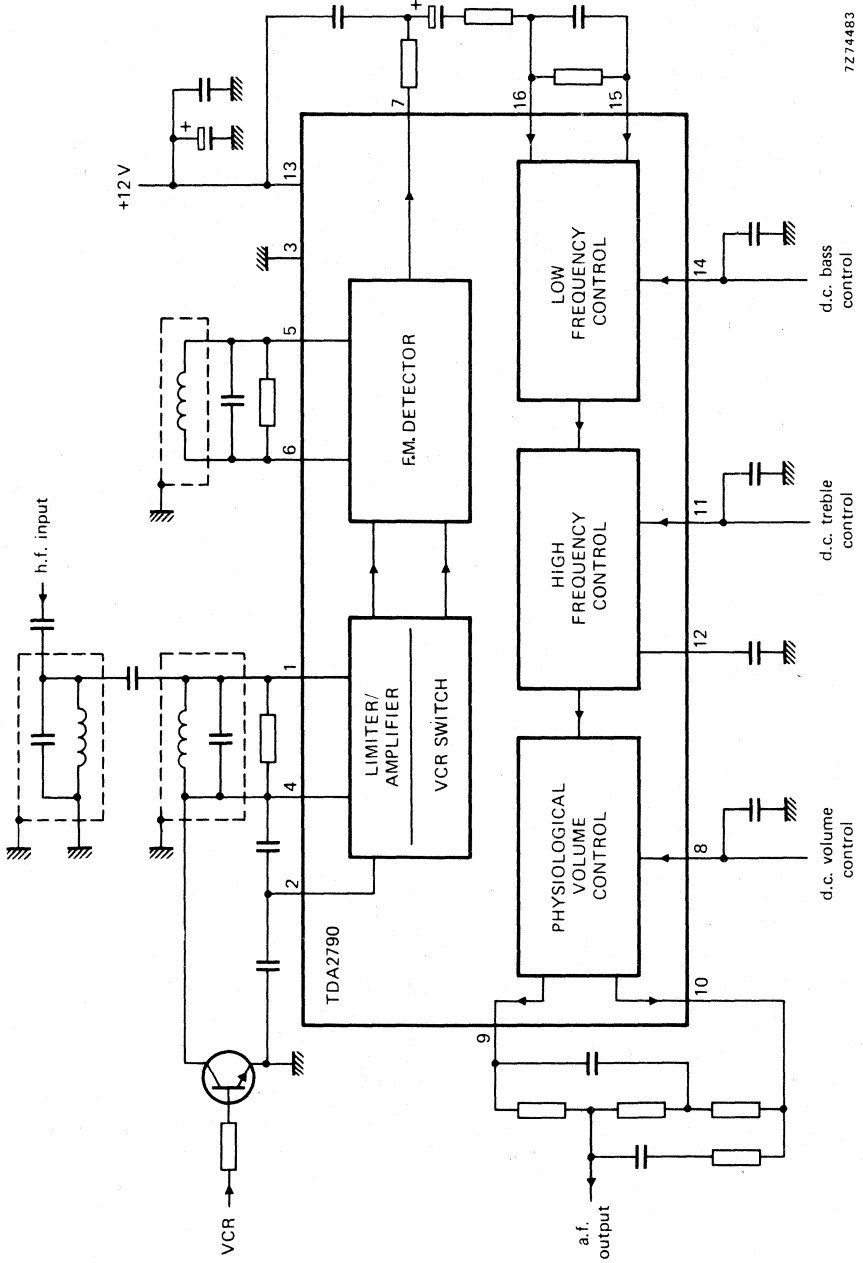 h.f. input
+12 V
VCR
2
4
1
6
5
3
13
TDA2790
LIMITER/
AMPLIFIER
VCR SWITCH
F.M. DETECTOR
7
9
PHYSIOLOGICAL
VOLUME
CONTROL
HIGH
FREQUENCY
CONTROL
LOW
FREQUENCY
CONTROL
16
15
10
8
12
11
14
+
+
a.f.
output
d.c. volume
control
d.c. treble
control
d.c. bass
control
7Z74483